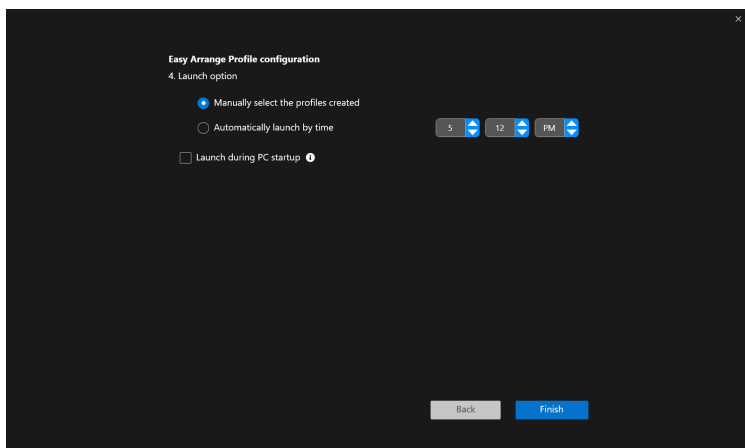 Easy Arrange Profile configuration
4. Launch option
Manually select the profiles created
Automatically launch by time 5 12 PM
Launch during PC startup
Back Finish